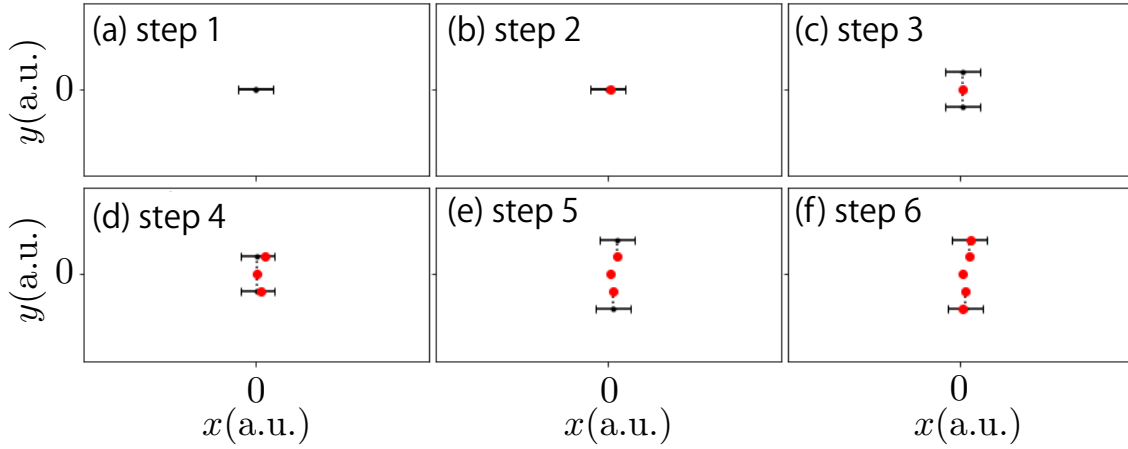 (a) step 1
(b) step 2
(c) step 3
y(a.u.)
0
(d) step 4
(e) step 5
(f) step 6
y(a.u.)
0
0
0
0
x(a.u.)
x(a.u.)
x(a.u.)